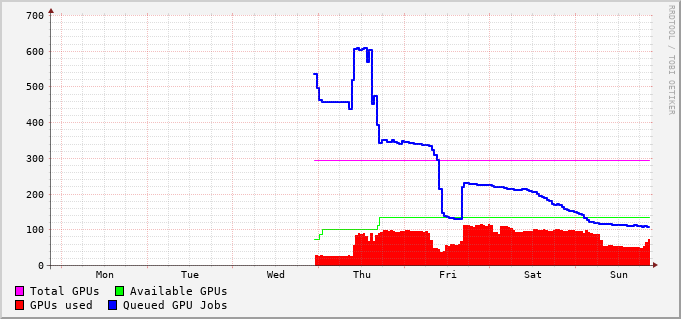 700
600
500
400
300
200
100
0
Mon Tue Wed Thu Fri Sat Sun
Total GPUs Available GPUs
GPUs used Queued GPU Jobs
RRDTOOL / TOBI OETIKER